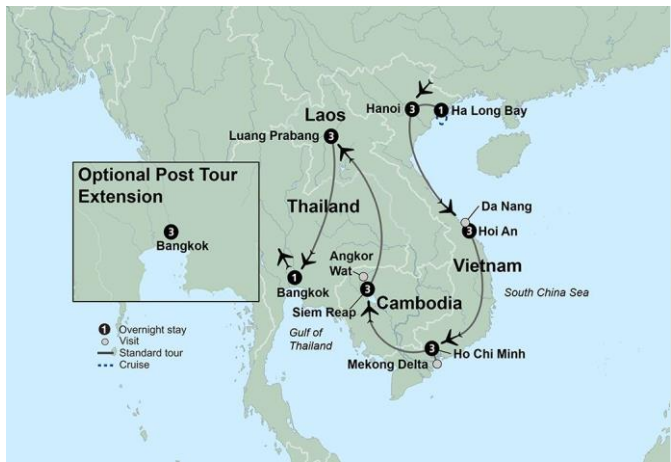 Laos
Luang Prabang
3
Hanoi
3
1
Ha Long Bay
Optional Post Tour
Extension
3
Bangkok
Thailand
Da Nang
3
Hoi An
Vietnam
Angkor
Wat
1
Bangkok
3
Siem Reap
Cambodia
South China Sea
Gulf of
Thailand
3
Ho Chi Minh
Mekong Delta
1 Overnight stay
Visit
Standard tour
Cruise